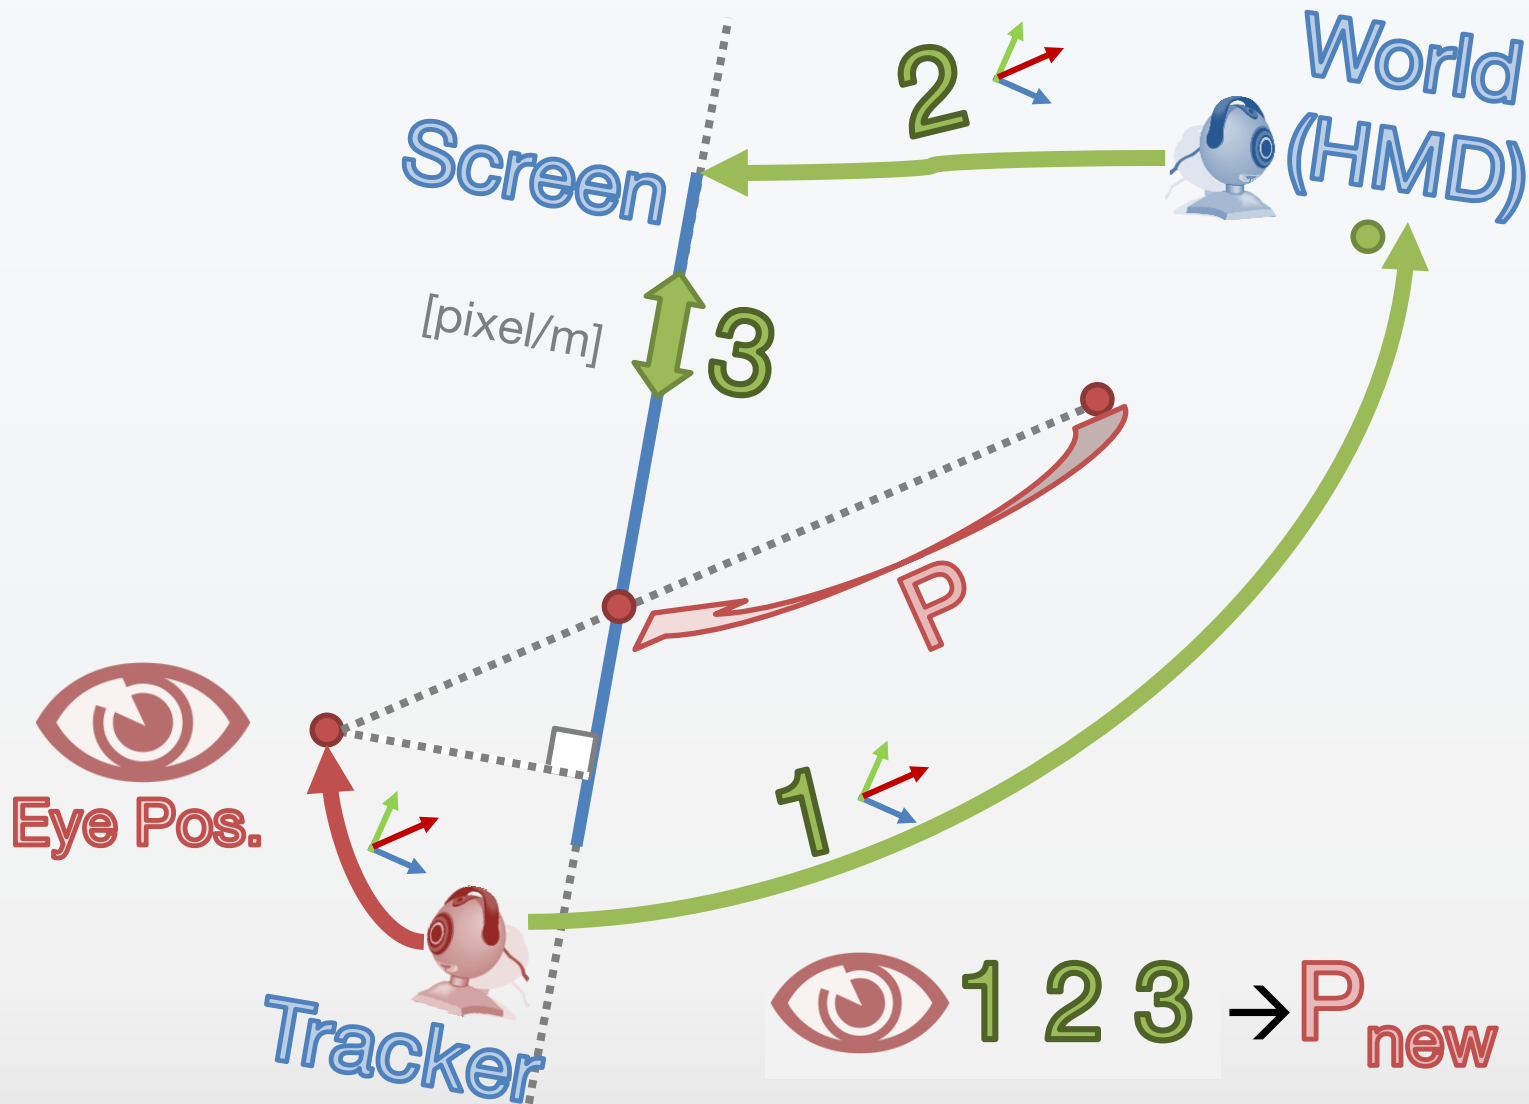 World
(HMD)
2
Screen
[pixel/m]
3
P
Eye Pos.
1
Tracker
1 2 3 → P new